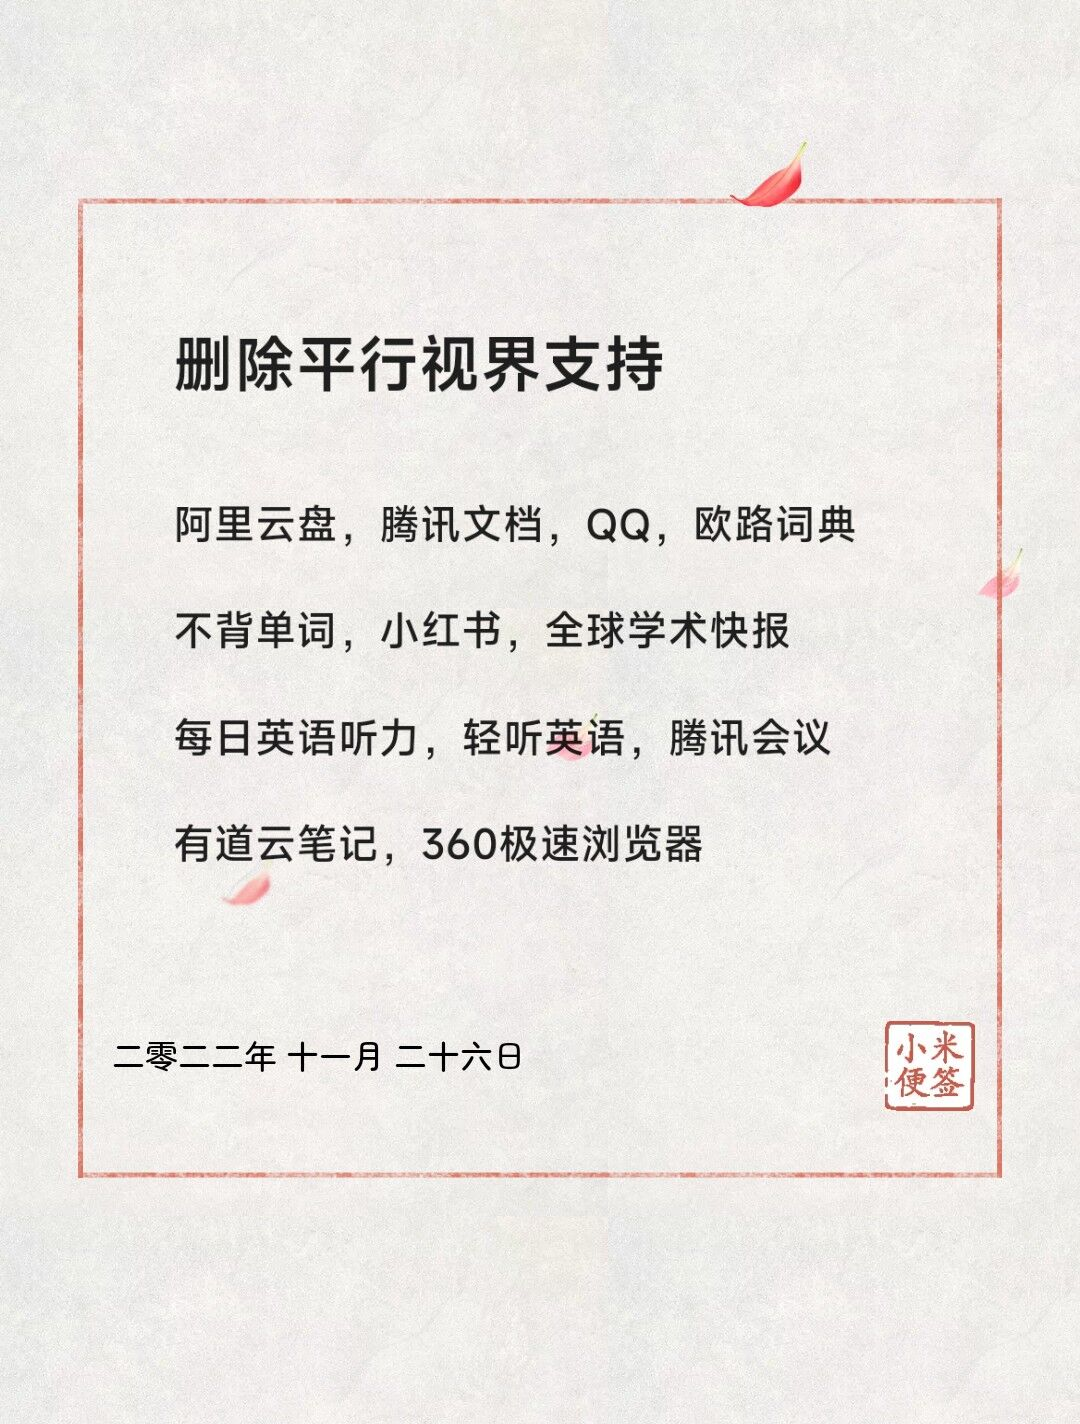 删除平行视界支持
阿里云盘，腾讯文档，QQ，欧路词典
不背单词，小红书，全球学术快报
每日英语听力，轻听英语，腾讯会议
有道云笔记，360极速浏览器
二零二二年 十一月 二十六日
小米
便签